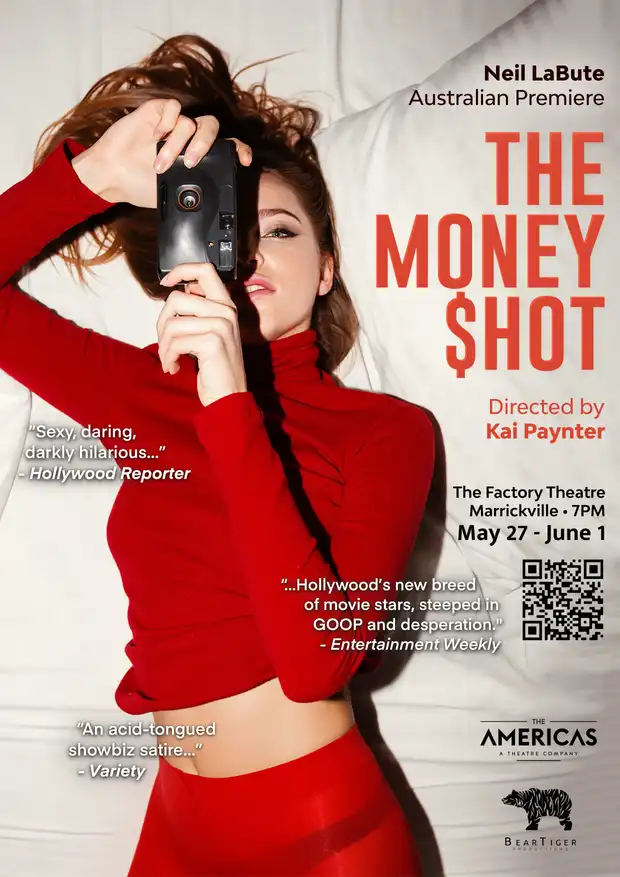 Neil LaBute
Australian Premiere
THE
MONEY
$HOT
Directed by
Kai Paynter
The Factory Theatre
Marrickville • 7PM
May 27 - June 1
"Sexy, daring,
darkly hilarious..."
- Hollywood Reporter
"...Hollywood's new breed
of movie stars, steeped in
GOOP and desperation."
- Entertainment Weekly
"An acid-tongued
showbiz satire..."
- Variety
THE
AMERICAS
A THEATRE COMPANY
BEARTIGER
PRODUCTIONS